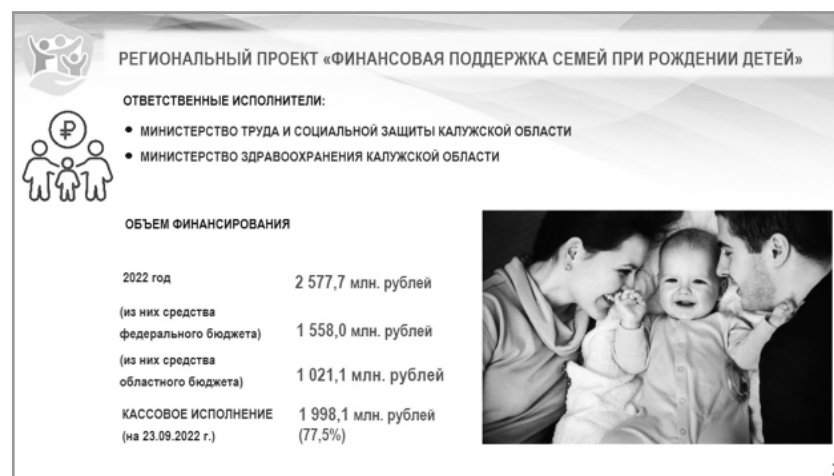 РЕГИОНАЛЬНЫЙ ПРОЕКТ «ФИНАНСОВАЯ ПОДДЕРЖКА СЕМЕЙ ПРИ РОЖДЕНИИ ДЕТЕЙ»
ОТВЕТСТВЕННЫЕ ИСПОЛНИТЕЛИ:
• МИНИСТЕРСТВО ТРУДА И СОЦИАЛЬНОЙ ЗАЩИТЫ КАЛУЖСКОЙ ОБЛАСТИ
• МИНИСТЕРСТВО ЗДРАВООХРАНЕНИЯ КАЛУЖСКОЙ ОБЛАСТИ
ОБЪЕМ ФИНАНСИРОВАНИЯ
2022 год 2 577,7 млн. рублей
(из них средства
федерального бюджета) 1 558,0 млн. рублей
(из них средства
областного бюджета) 1 021,1 млн. рублей
КАССОВОЕ ИСПОЛНЕНИЕ 1 998,1 млн. рублей
(на 23.09.2022 г.) (77,5%)